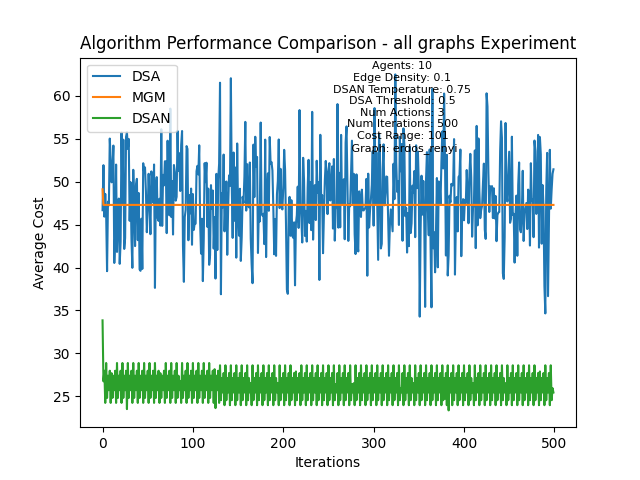 Algorithm Performance Comparison - all graphs Experiment
DSA
MGM
DSAN
Agents: 10
Edge Density: 0.1
DSAN Temperature: 0.75
DSA Threshold: 0.5
Num Actions: 3
Num Iterations: 500
Cost Range: 101
Graph: erdos_renyi
Average Cost
60
55
50
45
40
35
30
25
0
100
200
300
400
500
Iterations